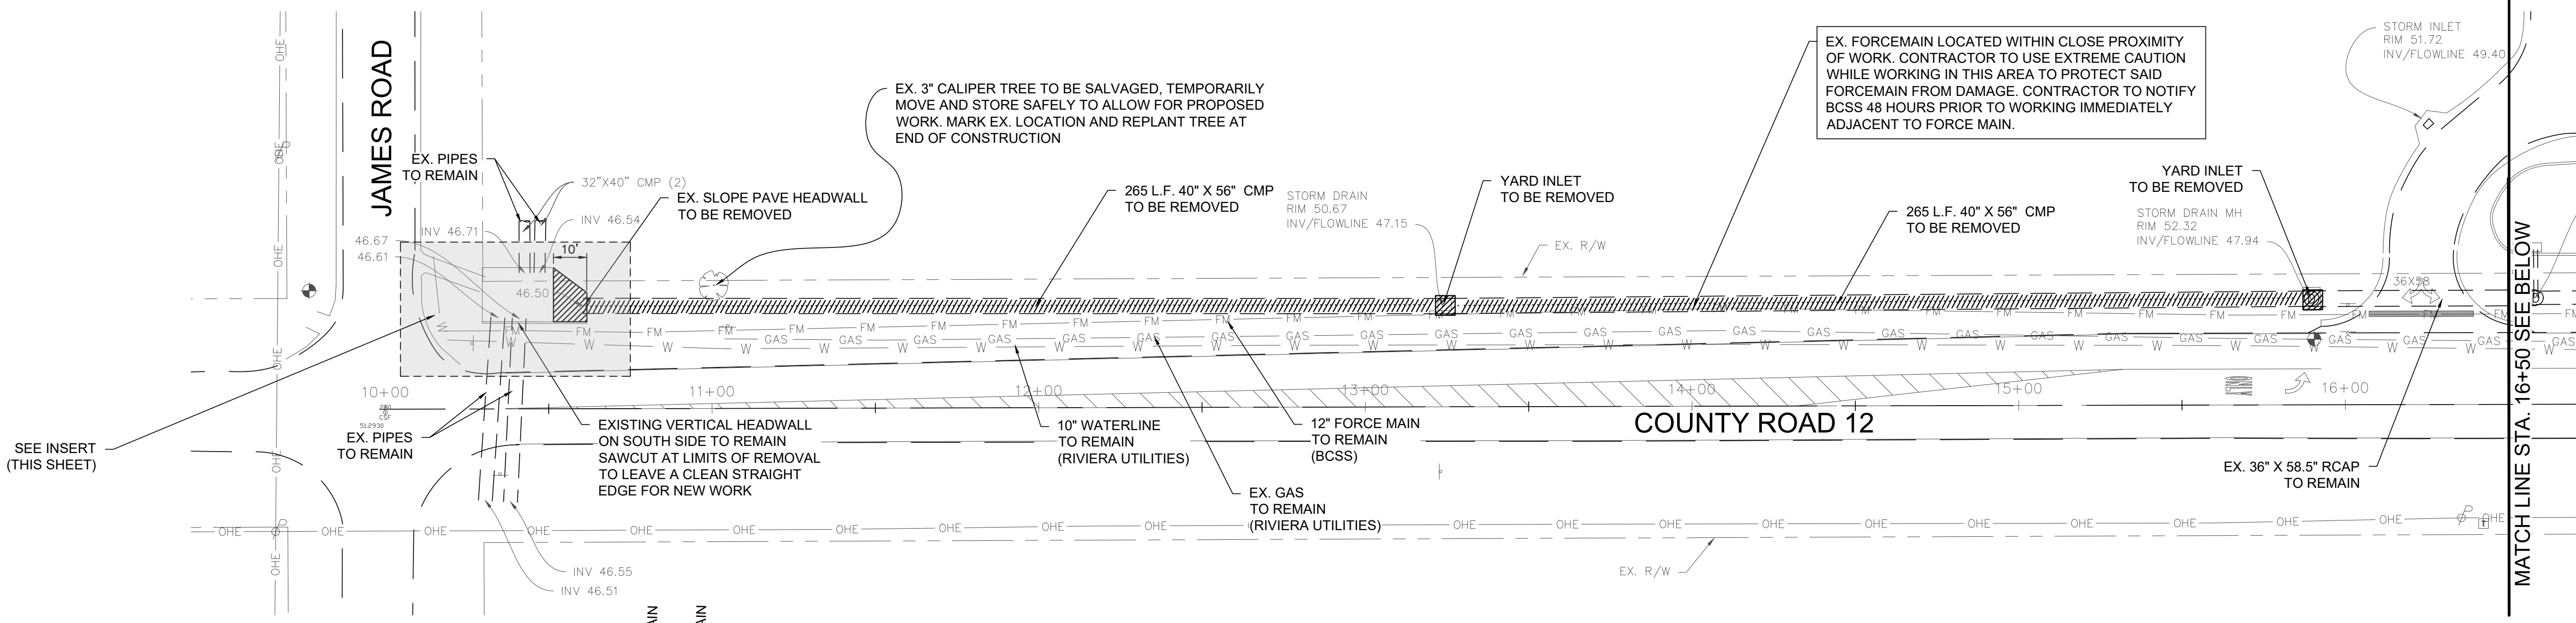 JAMES ROAD
EX. PIPES
TO REMAIN
32"X40" CMP (2)
INV 46.54
INV 46.71
46.67
46.61
46.50
10'
EX. SLOPE PAVE HEADWALL
TO BE REMOVED
EX. 3" CALIPER TREE TO BE SALVAGED, TEMPORARILY
MOVE AND STORE SAFELY TO ALLOW FOR PROPOSED
WORK. MARK EX. LOCATION AND REPLANT TREE AT
END OF CONSTRUCTION
265 L.F. 40" X 56" CMP
TO BE REMOVED
STORM DRAIN
RIM 50.67
INV/FLOWLINE 47.15
YARD INLET
TO BE REMOVED
EX. R/W
EX. FORCEMAIN LOCATED WITHIN CLOSE PROXIMITY
OF WORK. CONTRACTOR TO USE EXTREME CAUTION
WHILE WORKING IN THIS AREA TO PROTECT SAID
FORCEMAIN FROM DAMAGE. CONTRACTOR TO NOTIFY
BCSS 48 HOURS PRIOR TO WORKING IMMEDIATELY
ADJACENT TO FORCE MAIN.
265 L.F. 40" X 56" CMP
TO BE REMOVED
YARD INLET
TO BE REMOVED
STORM DRAIN MH
RIM 52.32
INV/FLOWLINE 47.94
STORM INLET
RIM 51.72
INV/FLOWLINE 49.40
36X58
MATCH LINE STA. 16+50 SEE BELOW
FM
GAS
W
OHE
10+00
11+00
12+00
13+00
14+00
15+00
16+00
COUNTY ROAD 12
CSF
51.2930
SEE INSERT
(THIS SHEET)
EX. PIPES
TO REMAIN
EXISTING VERTICAL HEADWALL
ON SOUTH SIDE TO REMAIN
SAWCUT AT LIMITS OF REMOVAL
TO LEAVE A CLEAN STRAIGHT
EDGE FOR NEW WORK
10" WATERLINE
TO REMAIN
(RIVIERA UTILITIES)
12" FORCE MAIN
TO REMAIN
(BCSS)
EX. GAS
TO REMAIN
(RIVIERA UTILITIES)
EX. 36" X 58.5" RCAP
TO REMAIN
INV 46.55
INV 46.51
EX. R/W